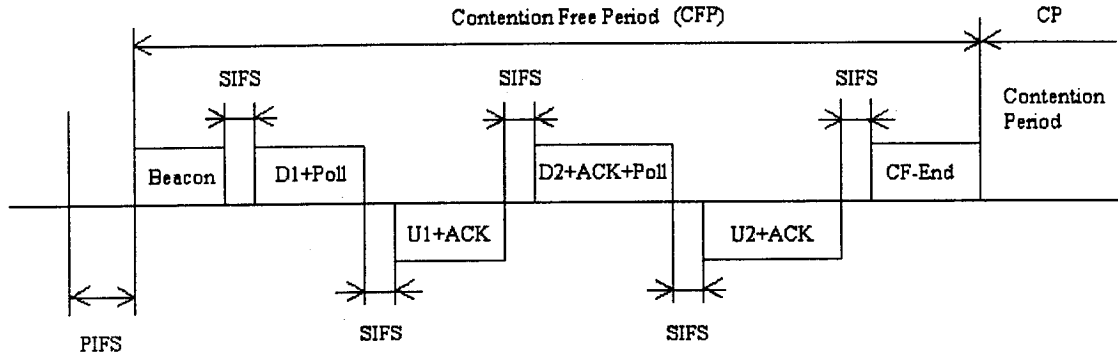 Contention Free Period (CFP)
CP
SIFS
SIFS
SIFS
Contention
Period
Beacon
D1+Poll
D2+ACK+Poll
CF-End
U1+ACK
U2+ACK
PIFS
SIFS
SIFS